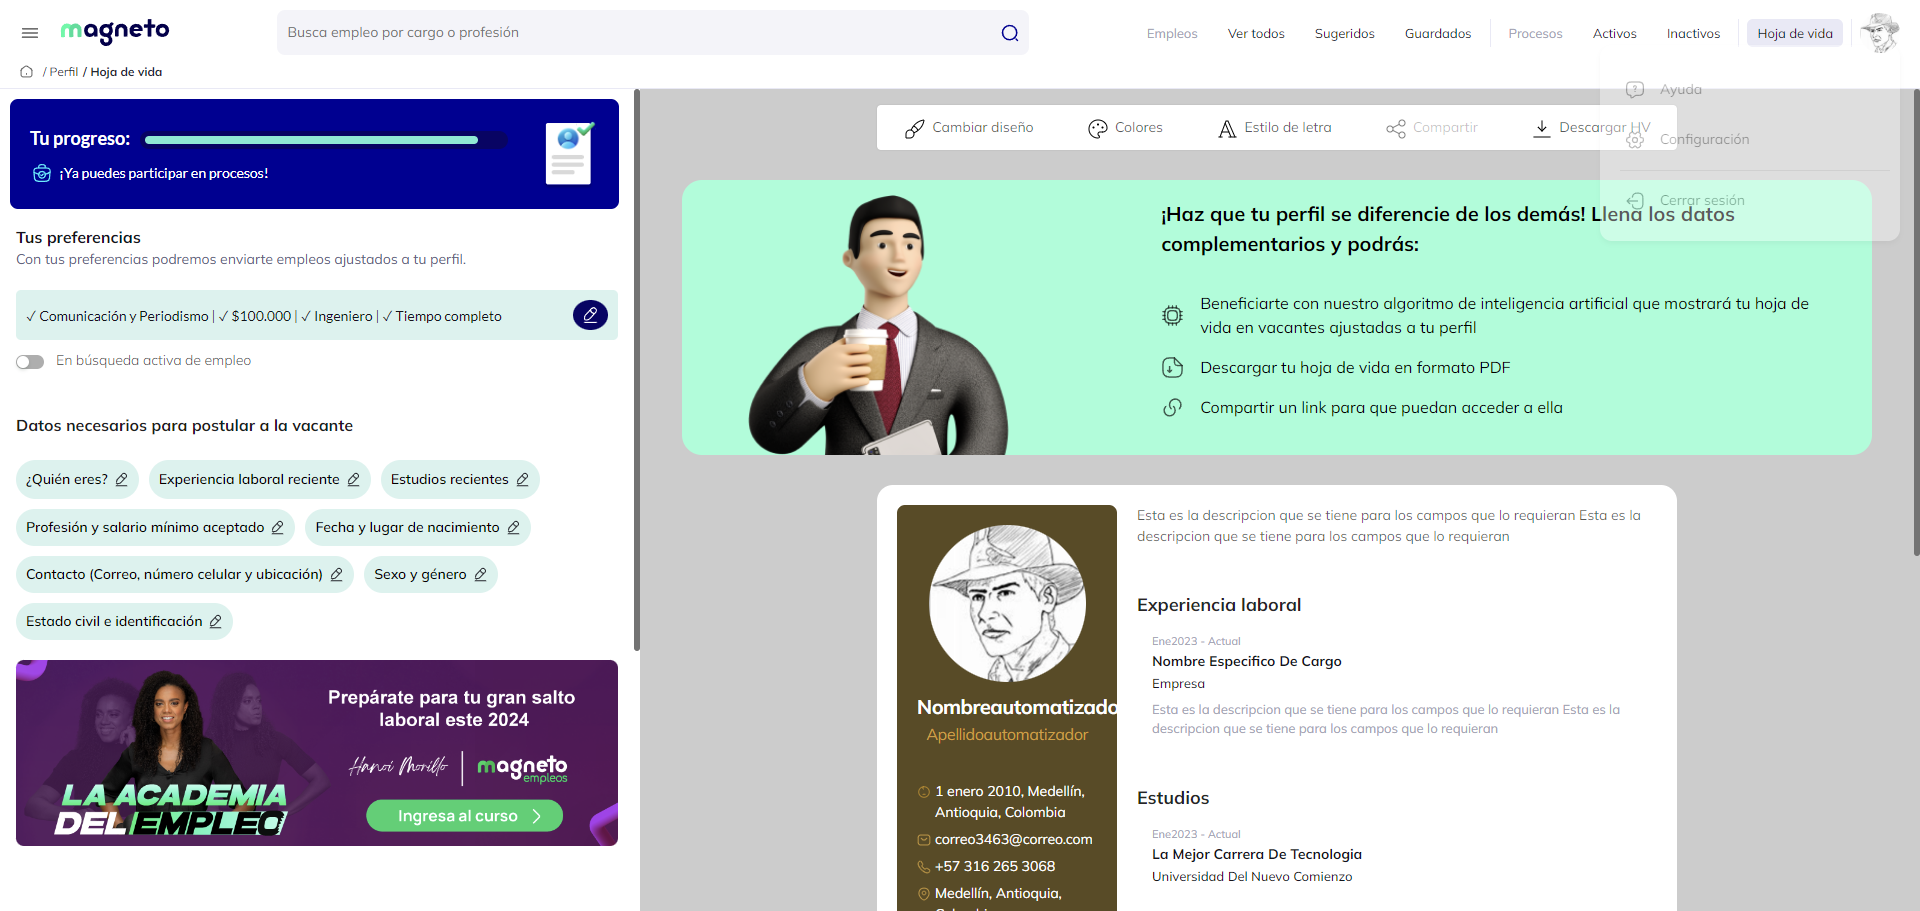 magneto
Busca empleo por cargo o profesión
Empleos
Ver todos
Sugeridos
Guardados
Procesos
Activos
Inactivos
Hoja de vida
/ Perfil / Hoja de vida
Ayuda
Configuración
Cerrar sesión
Tu progreso:
¡Ya puedes participar en procesos!
Tus preferencias
Con tus preferencias podremos enviarte empleos ajustados a tu perfil.
✓ Comunicación y Periodismo | ✓ $100.000 | ✓ Ingeniero | ✓ Tiempo completo
En búsqueda activa de empleo
Datos necesarios para postular a la vacante
¿Quién eres?
Experiencia laboral reciente
Estudios recientes
Profesión y salario mínimo aceptado
Fecha y lugar de nacimiento
Contacto (Correo, número celular y ubicación)
Sexo y género
Estado civil e identificación
LA ACADEMIA
DEL EMPLEO
Prepárate para tu gran salto
laboral este 2024
Hanoi Morillo
magneto
empleos
Ingresa al curso
Cambiar diseño
Colores
Estilo de letra
Compartir
Descargar HV
¡Haz que tu perfil se diferencie de los demás! Llena los datos
complementarios y podrás:
Beneficiarte con nuestro algoritmo de inteligencia artificial que mostrará tu hoja de
vida en vacantes ajustadas a tu perfil
Descargar tu hoja de vida en formato PDF
Compartir un link para que puedan acceder a ella
Nombreautomatizado
Apellidoautomatizador
1 enero 2010, Medellín,
Antioquia, Colombia
correo3463@correo.com
+57 316 265 3068
Medellín, Antioquia,
Esta es la descripcion que se tiene para los campos que lo requieran Esta es la
descripcion que se tiene para los campos que lo requieran
Experiencia laboral
Ene2023 - Actual
Nombre Especifico De Cargo
Empresa
Esta es la descripcion que se tiene para los campos que lo requieran Esta es la
descripcion que se tiene para los campos que lo requieran
Estudios
Ene2023 - Actual
La Mejor Carrera De Tecnologia
Universidad Del Nuevo Comienzo